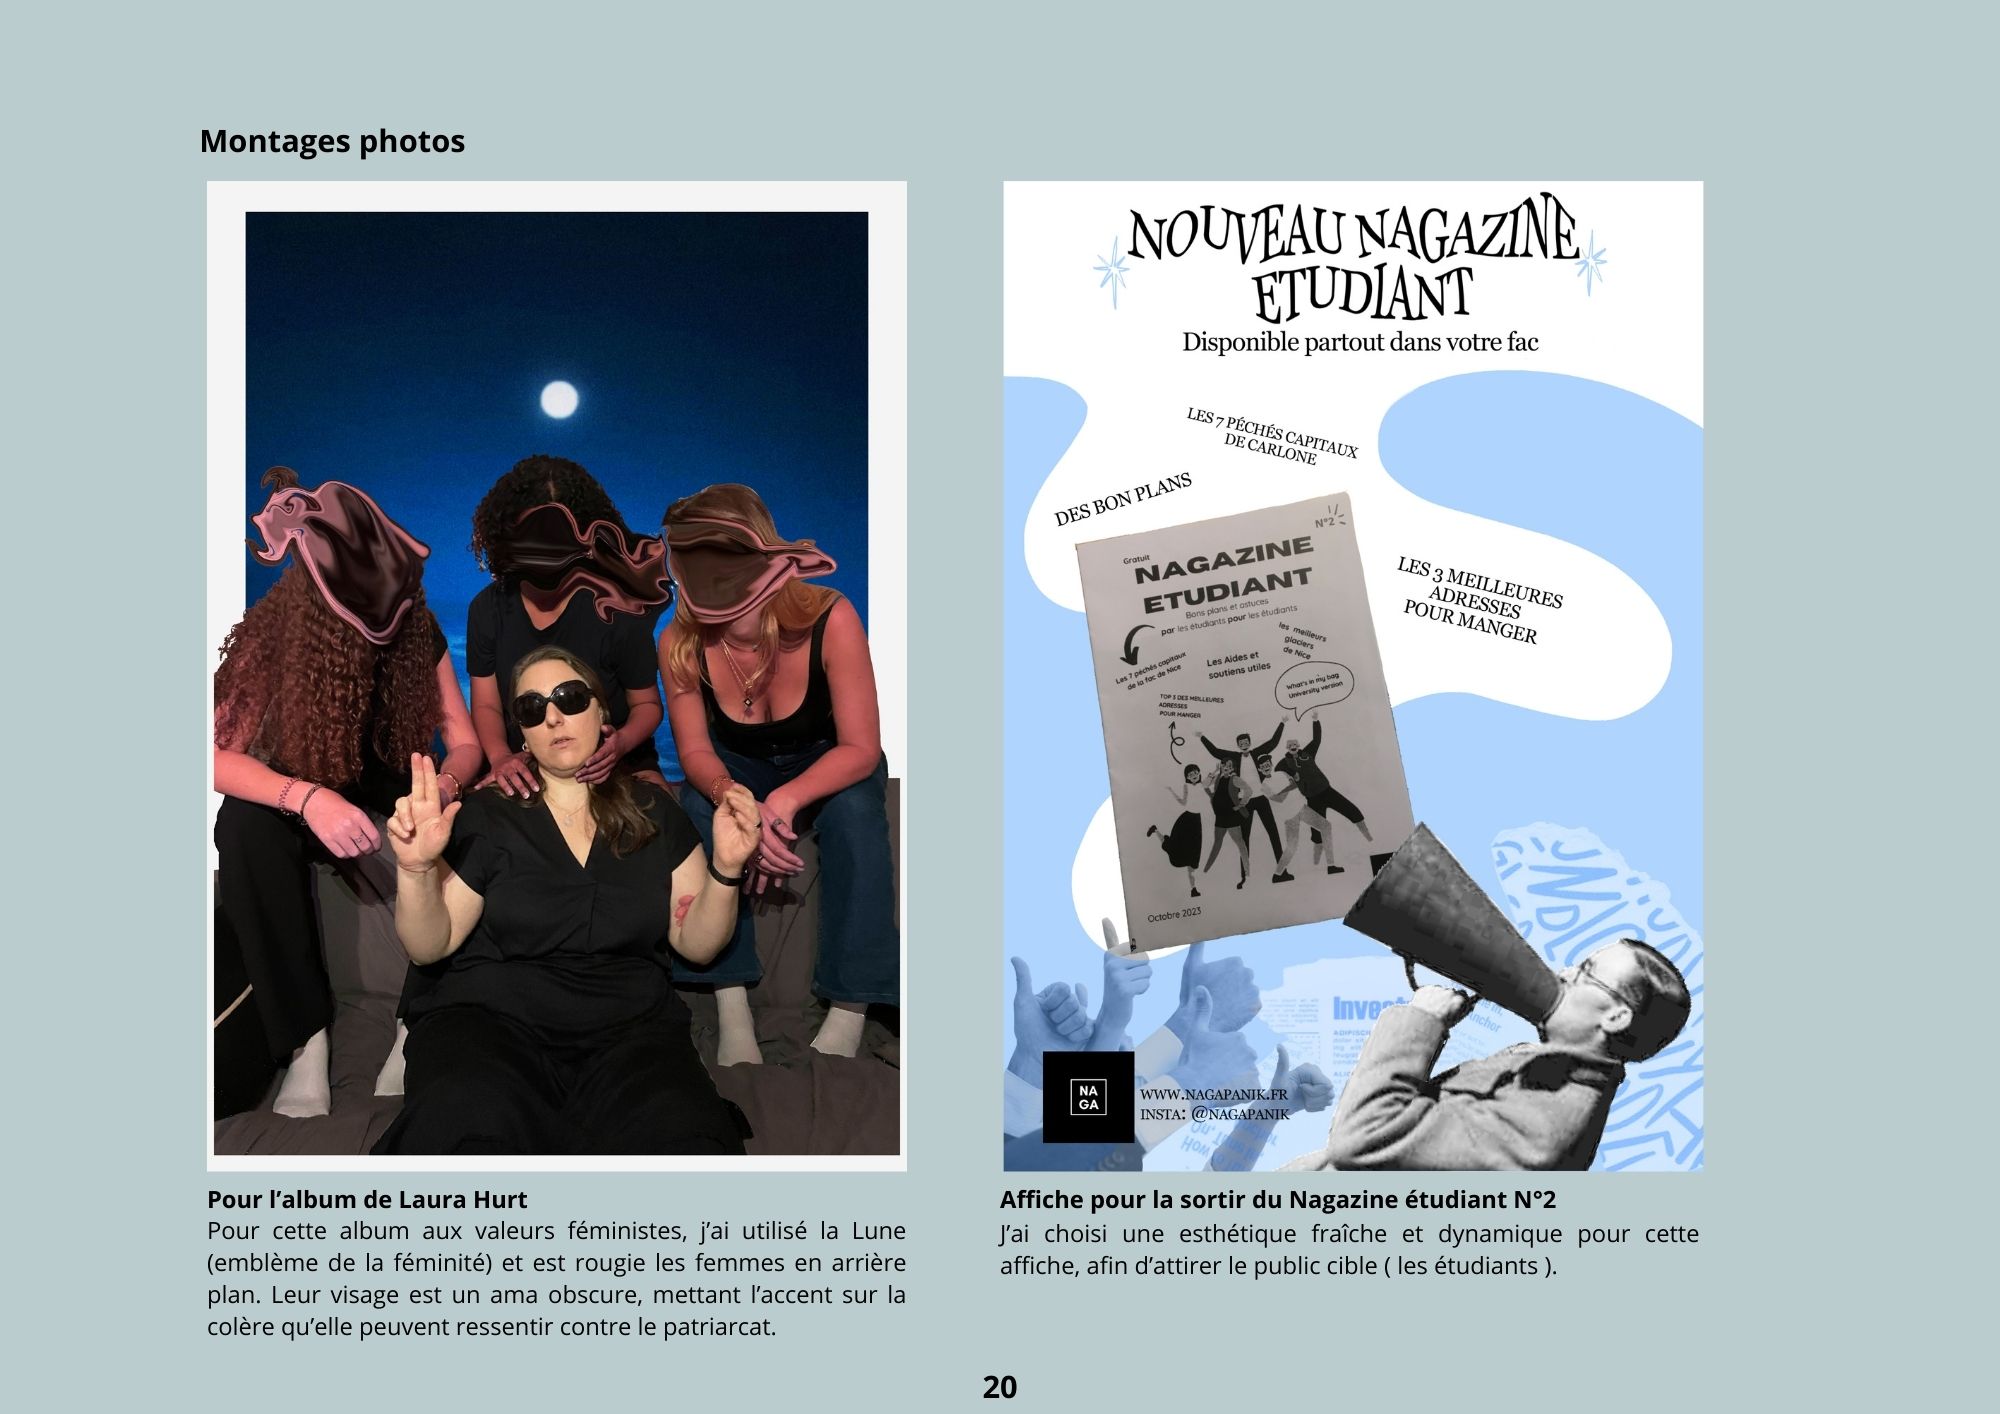 Montages photos
NOUVEAU NAGAZINE
ETUDIANT
Disponible partout dans votre fac
LES 7 PÉCHÉS CAPITAUX
DE CARLONE
DES BON PLANS
LES 3 MEILLEURES
ADRESSES
POUR MANGER
N°2
Gratuit
NAGAZINE
ETUDIANT
Bons plans et astuces
par les étudiants pour les étudiants
Les 7 péchés capitaux
de la fac de Nice
Les Aides et
soutiens utiles
les meilleurs
glaciers
de Nice
What's in my bag
University version
TOP 3 DES MEILLEURES
ADRESSES
POUR MANGER
Octobre 2023
NA
GA
WWW.NAGAPANIK.FR
INSTA: @NAGAPANIK
Pour l'album de Laura Hurt
Pour cette album aux valeurs féministes, j'ai utilisé la Lune
(emblème de la féminité) et est rougie les femmes en arrière
plan. Leur visage est un ama obscure, mettant l'accent sur la
colère qu'elle peuvent ressentir contre le patriarcat.
Affiche pour la sortir du Nagazine étudiant N°2
J'ai choisi une esthétique fraîche et dynamique pour cette
affiche, afin d'attirer le public cible ( les étudiants ).
20